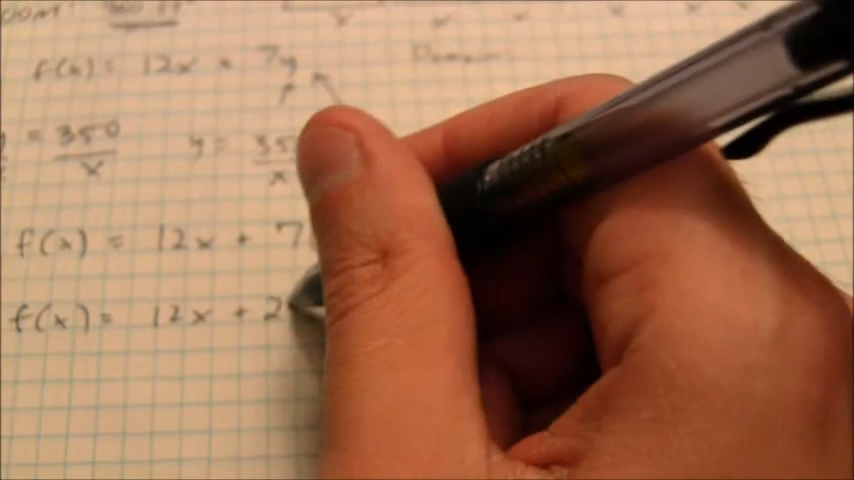 f(x) = 12x + 7y
Domain:
= 350/x y = 35
x
f(x) = 12x + 7
f(x) = 12x + 2